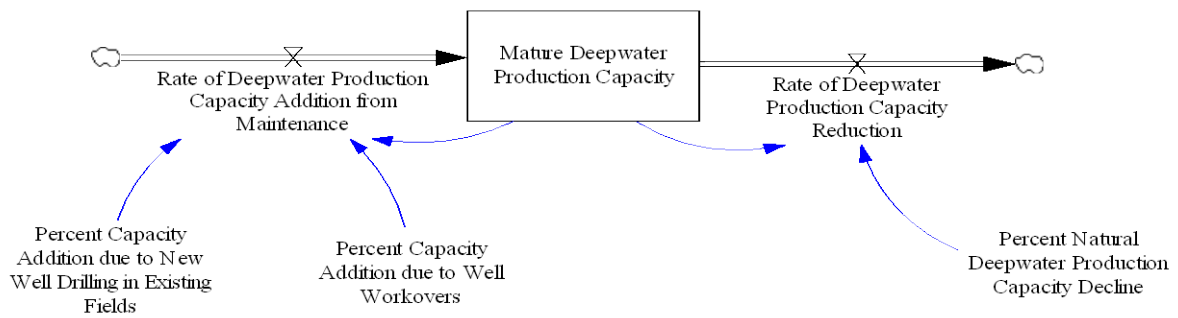 Mature Deepwater
Production Capacity
Rate of Deepwater Production
Capacity Addition from
Maintenance
Rate of Deepwater
Production Capacity
Reduction
Percent Capacity
Addition due to New
Well Drilling in Existing
Fields
Percent Capacity
Addition due to Well
Workovers
Percent Natural
Deepwater Production
Capacity Decline